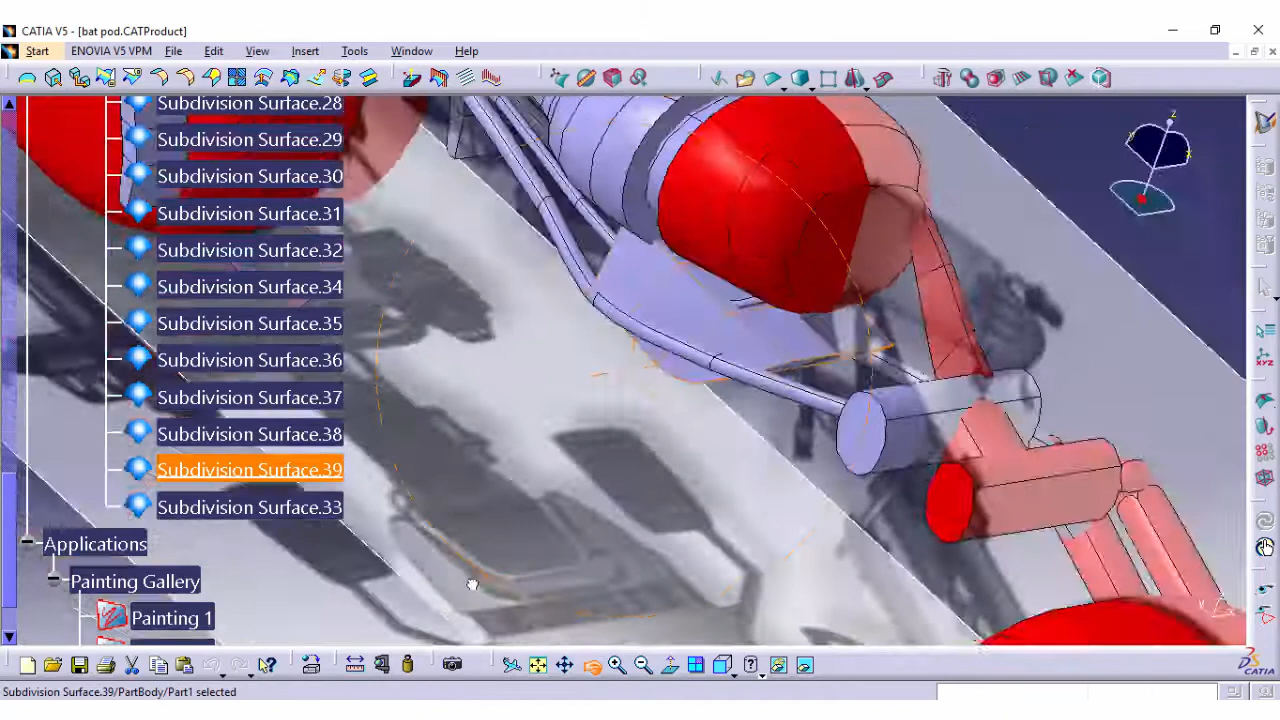 CATIA V5 - [bat pod.CATProduct]
Start ENOVIA V5 VPM File Edit View Insert Tools Window Help
Subdivision Surface.28
Subdivision Surface.29
Subdivision Surface.30
Subdivision Surface.31
Subdivision Surface.32
Subdivision Surface.34
Subdivision Surface.35
Subdivision Surface.36
Subdivision Surface.37
Subdivision Surface.38
Subdivision Surface.39
Subdivision Surface.33
Applications
Painting Gallery
Painting 1
z
y
x
XYZ
CATIA
Subdivision Surface.39/PartBody/Part1 selected